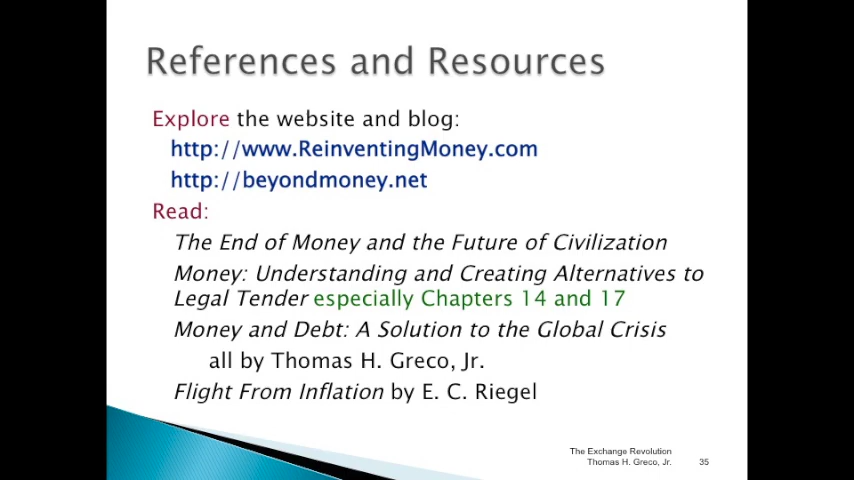 References and Resources
Explore the website and blog:
http://www.ReinventingMoney.com
http://beyondmoney.net
Read:
The End of Money and the Future of Civilization
Money: Understanding and Creating Alternatives to
Legal Tender especially Chapters 14 and 17
Money and Debt: A Solution to the Global Crisis
all by Thomas H. Greco, Jr.
Flight From Inflation by E. C. Riegel
The Exchange Revolution
Thomas H. Greco, Jr. 35